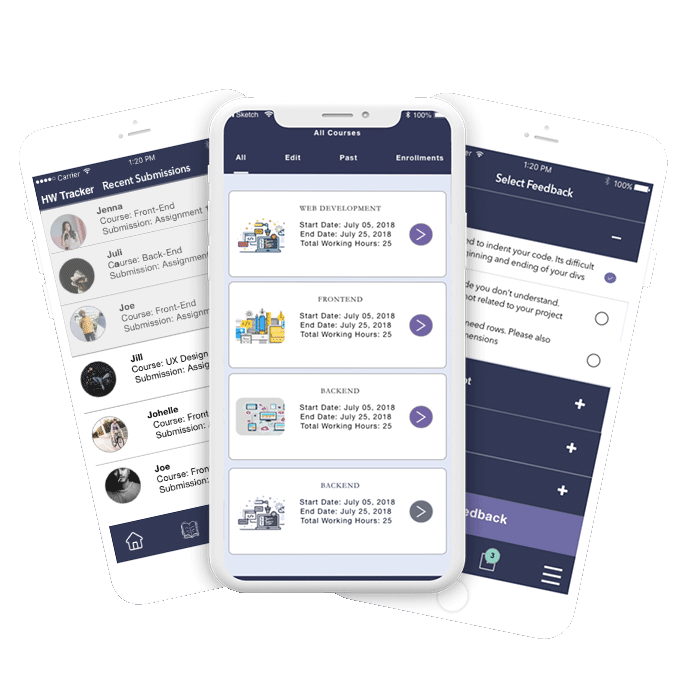 Carrier
1:20 PM
HW Tracker
Recent Submissions
Jenna
Course: Front-End
Submission: Assignment
Juli
Course: Back-End
Submission: Assignment
Joe
Course: Front-End
Submission: Assignment
Jill
Course: UX Design
Submission: Assig
Johelle
Course: Front
Submission:
Joe
Course: Fron
Submission:
Sketch
100%
All Courses
All
Edit
Past
Enrollments
WEB DEVELOPMENT
Start Date: July 05, 2018
End Date: July 25, 2018
Total Working Hours: 25
FRONTEND
Start Date: July 05, 2018
End Date: July 25, 2018
Total Working Hours: 25
BACKEND
Start Date: July 05, 2018
End Date: July 25, 2018
Total Working Hours: 25
BACKEND
Start Date: July 05, 2018
End Date: July 25, 2018
Total Working Hours: 25
1:20 PM
100%
Select Feedback
ed to indent your code. Its difficult
ginning and ending of your divs
de you don't understand.
not related to your project
need rows. Please also
mensions
ot
edback
3